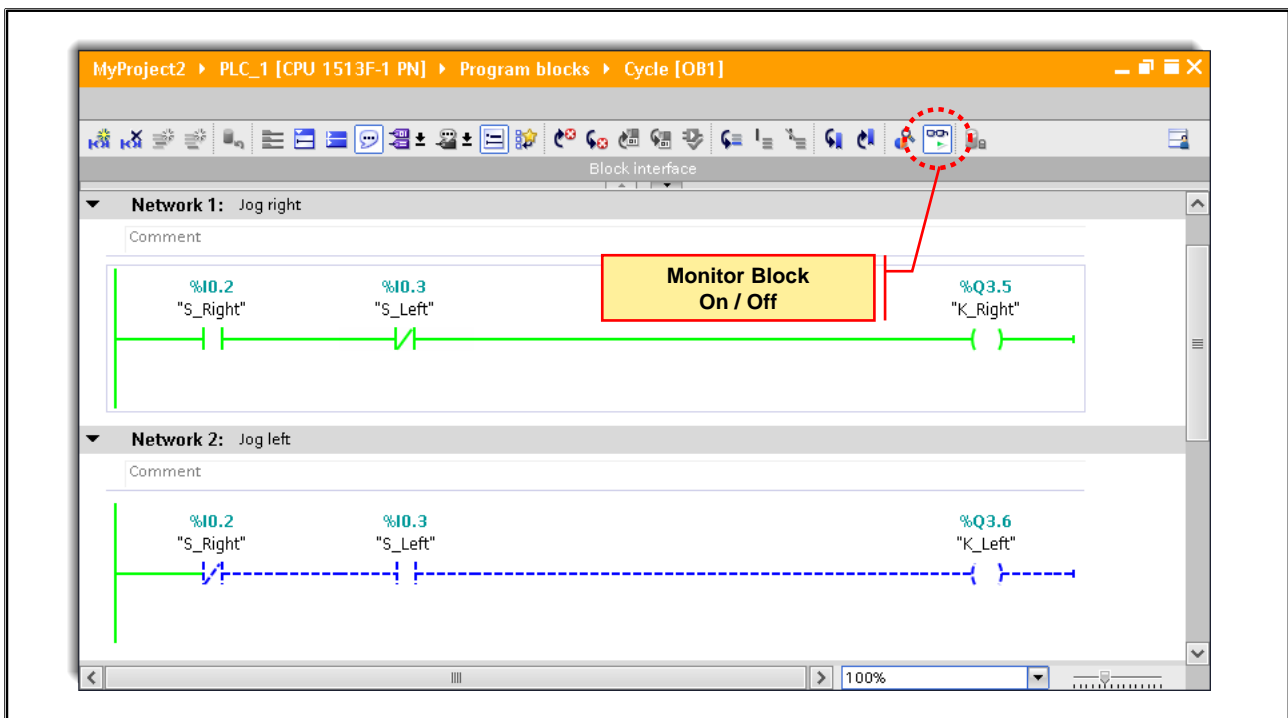 MyProject2 ▸ PLC_1 [CPU 1513F-1 PN] ▸ Program blocks ▸ Cycle [OB1]
Block interface
Network 1: Jog right
Comment
Monitor Block
On / Off
%I0.2 %I0.3 %Q3.5
"S_Right" "S_Left" "K_Right"
Network 2: Jog left
Comment
%I0.2 %I0.3 %Q3.6
"S_Right" "S_Left" "K_Left"
100%